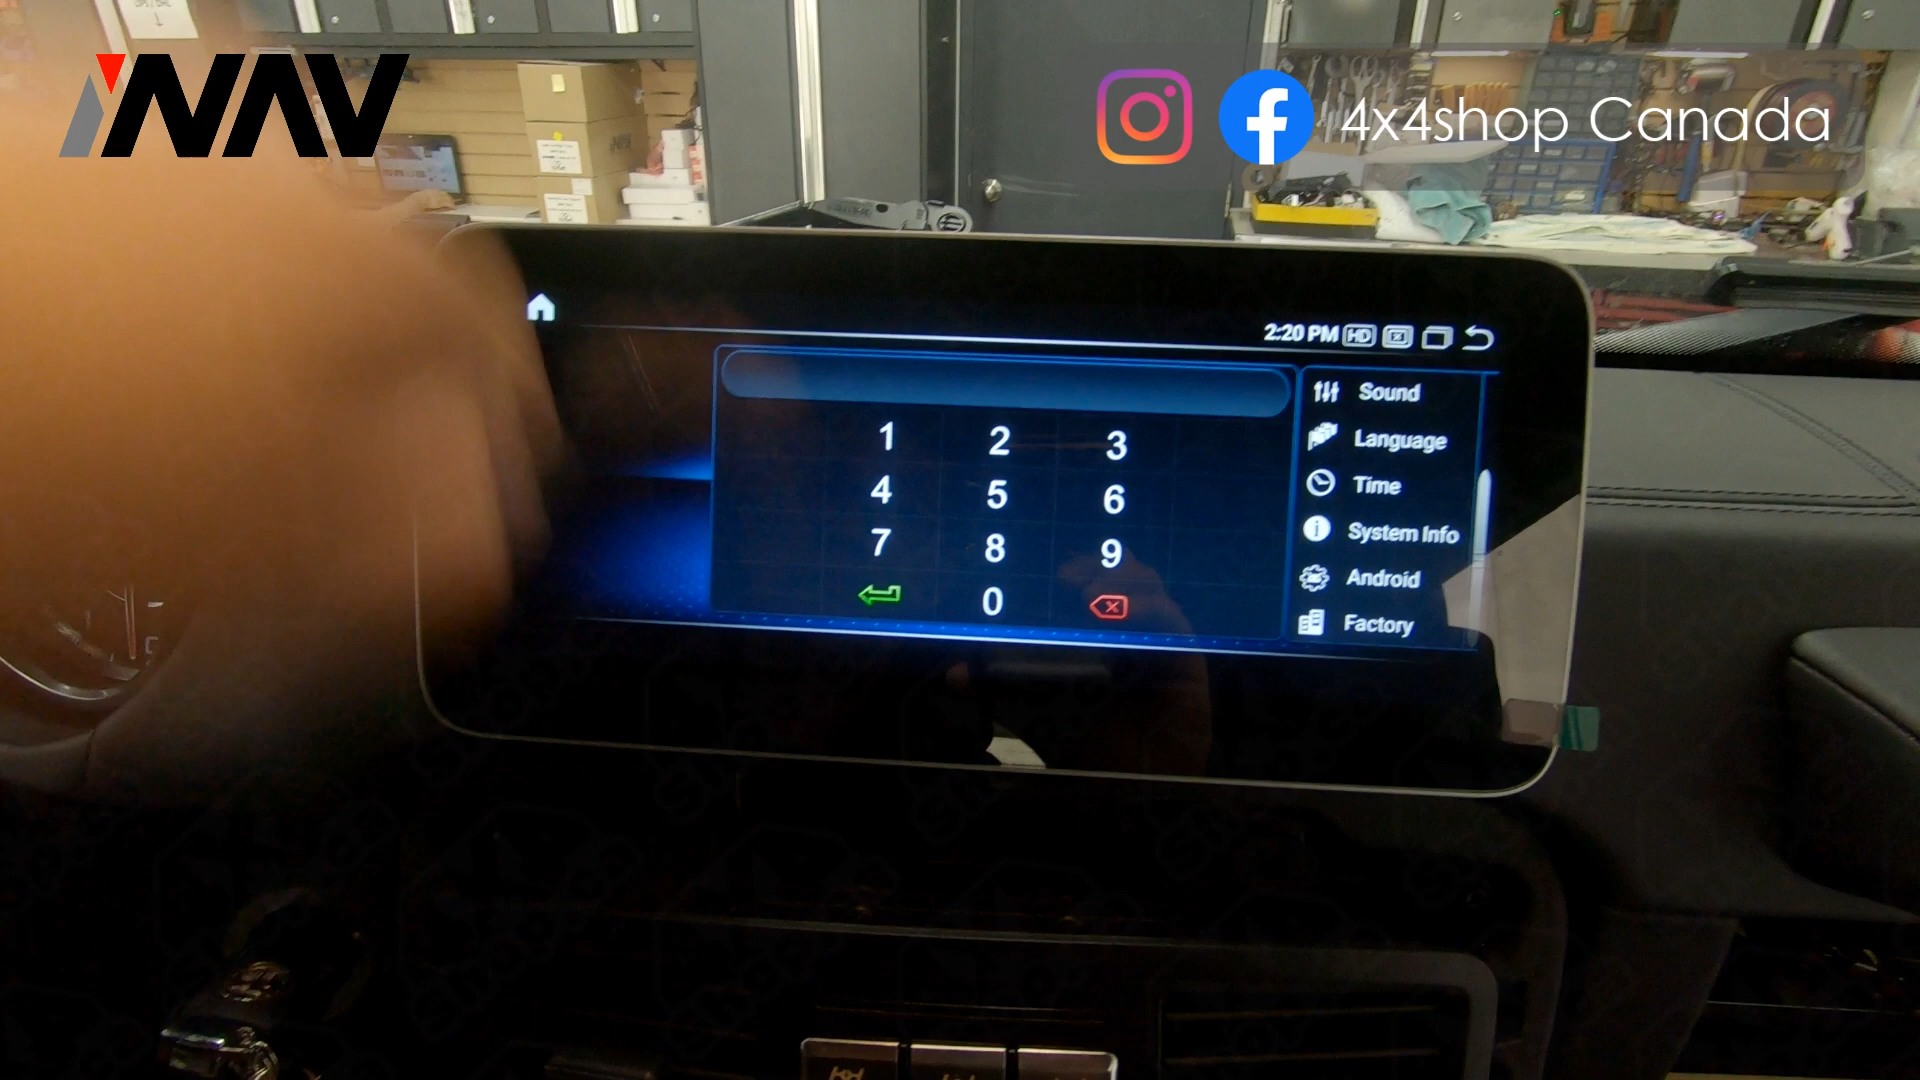 iNAV
4x4shop Canada
2:20 PM HD
1 2 3
4 5 6
7 8 9
0
Sound
Language
Time
System Info
Android
Factory